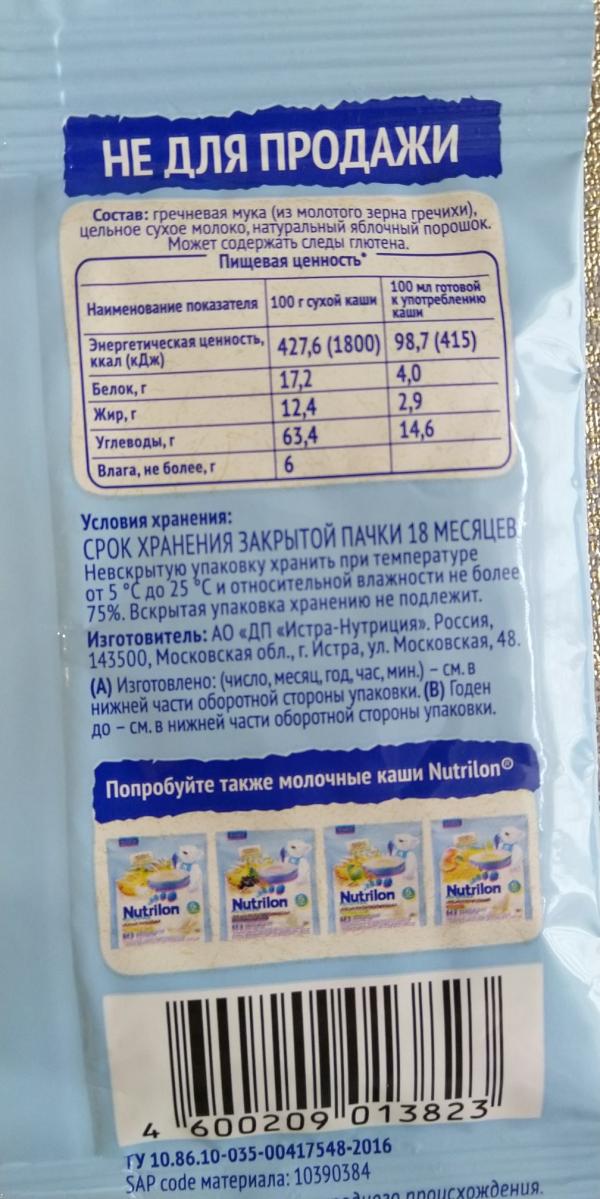 НЕ ДЛЯ ПРОДАЖИ
Состав: гречневая мука (из молотого зерна гречихи),
цельное сухое молоко, натуральный яблочный порошок.
Может содержать следы глютена.
Пищевая ценность*
Наименование показателя 100 г сухой каши 100 мл готовой к употреблению каши
Энергетическая ценность, ккал (кДж) 427,6 (1800) 98,7 (415)
Белок, г 17,2 4,0
Жир, г 12,4 2,9
Углеводы, г 63,4 14,6
Влага, не более, г 6
Условия хранения:
СРОК ХРАНЕНИЯ ЗАКРЫТОЙ ПАЧКИ 18 МЕСЯЦЕВ
Невскрытую упаковку хранить при температуре
от 5 °С до 25 °С и относительной влажности не более
75%. Вскрытая упаковка хранению не подлежит.
Изготовитель: АО «ДП «Истра-Нутриция». Россия,
143500, Московская обл., г. Истра, ул. Московская, 48.
(А) Изготовлено: (число, месяц, год, час, мин.) – см. в
нижней части оборотной стороны упаковки. (В) Годен
до – см. в нижней части оборотной стороны упаковки.
Попробуйте также молочные каши Nutrilon®
Nutrilon Nutrilon Nutrilon Nutrilon
4 600209 013823
ТУ 10.86.10-035-00417548-2016
SAP code материала: 10390384
происхождения.